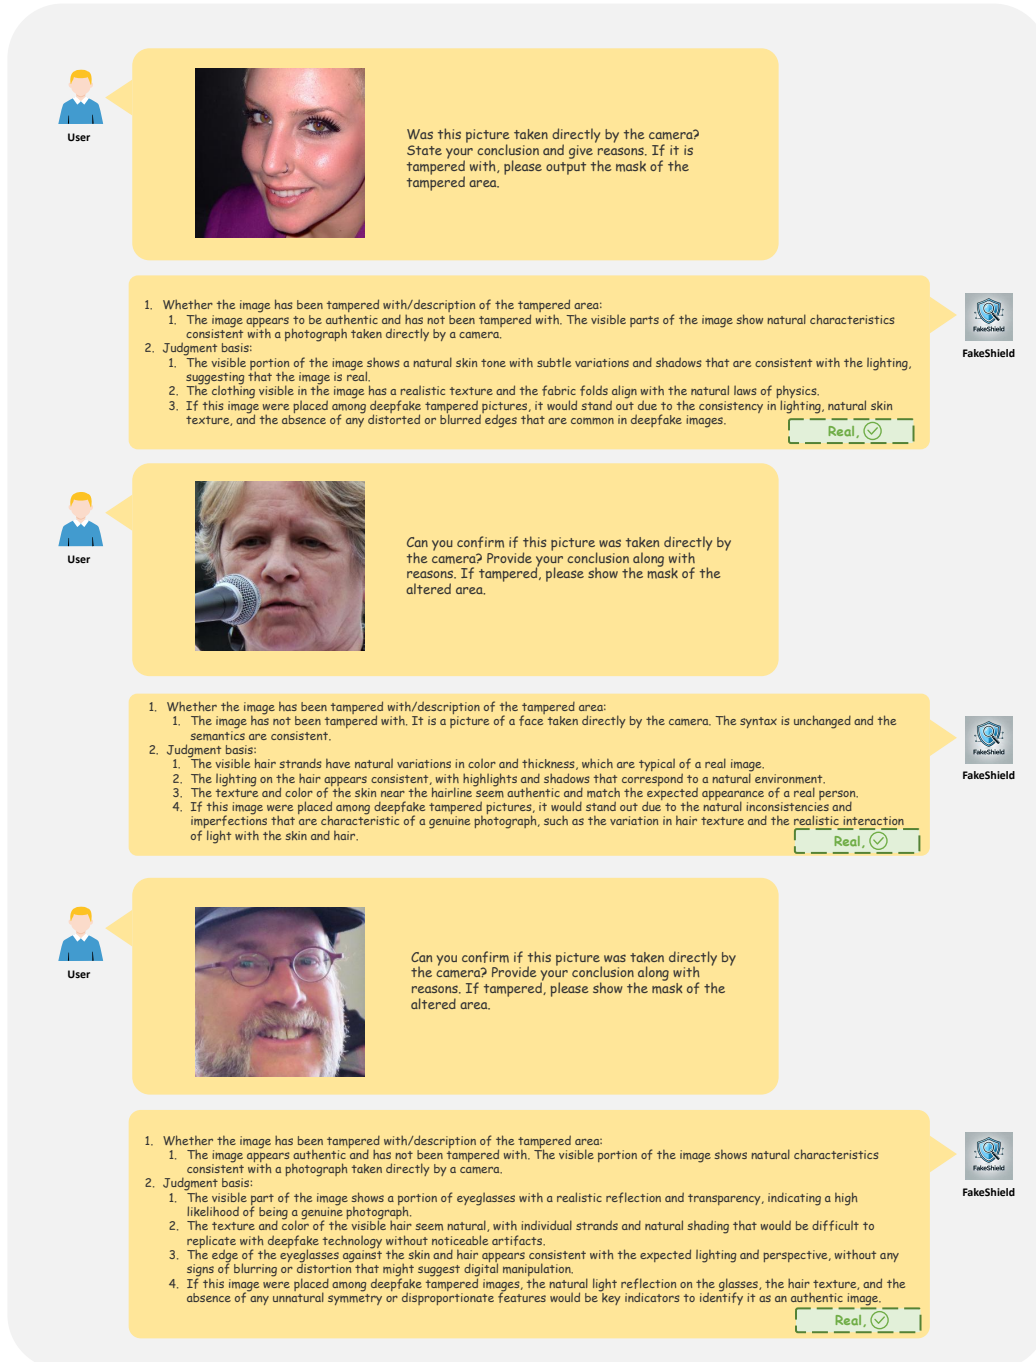 Was this picture taken directly by the camera?
State your conclusion and give reasons. If it is
tampered with, please output the mask of the
tampered area.
User
1. Whether the image has been tampered with/description of the tampered area:
1. The image appears to be authentic and has not been tampered with. The visible parts of the image show natural characteristics
consistent with a photograph taken directly by a camera.
2. Judgment basis:
1. The visible portion of the image shows a natural skin tone with subtle variations and shadows that are consistent with the lighting,
suggesting that the image is real.
2. The clothing visible in the image has a realistic texture and the fabric folds align with the natural laws of physics.
3. If this image were placed among deepfake tampered pictures, it would stand out due to the consistency in lighting, natural skin
texture, and the absence of any distorted or blurred edges that are common in deepfake images.
Real,
FakeShield
FakeShield
Can you confirm if this picture was taken directly by
the camera? Provide your conclusion along with
reasons. If tampered, please show the mask of the
altered area.
User
1. Whether the image has been tampered with/description of the tampered area:
1. The image has not been tampered with. It is a picture of a face taken directly by the camera. The syntax is unchanged and the
semantics are consistent.
2. Judgment basis:
1. The visible hair strands have natural variations in color and thickness, which are typical of a real image.
2. The lighting on the hair appears consistent, with highlights and shadows that correspond to a natural environment.
3. The texture and color of the skin near the hairline seem authentic and match the expected appearance of a real person.
4. If this image were placed among deepfake tampered pictures, it would stand out due to the natural inconsistencies and
imperfections that are characteristic of a genuine photograph, such as the variation in hair texture and the realistic interaction
of light with the skin and hair.
Real,
FakeShield
FakeShield
Can you confirm if this picture was taken directly by
the camera? Provide your conclusion along with
reasons. If tampered, please show the mask of the
altered area.
User
1. Whether the image has been tampered with/description of the tampered area:
1. The image appears authentic and has not been tampered with. The visible portion of the image shows natural characteristics
consistent with a photograph taken directly by a camera.
2. Judgment basis:
1. The visible part of the image shows a portion of eyeglasses with a realistic reflection and transparency, indicating a high
likelihood of being a genuine photograph.
2. The texture and color of the visible hair seem natural, with individual strands and natural shading that would be difficult to
replicate with deepfake technology without noticeable artifacts.
3. The edge of the eyeglasses against the skin and hair appears consistent with the expected lighting and perspective, without any
signs of blurring or distortion that might suggest digital manipulation.
4. If this image were placed among deepfake tampered images, the natural light reflection on the glasses, the hair texture, and the
absence of any unnatural symmetry or disproportionate features would be key indicators to identify it as an authentic image.
Real,
FakeShield
FakeShield